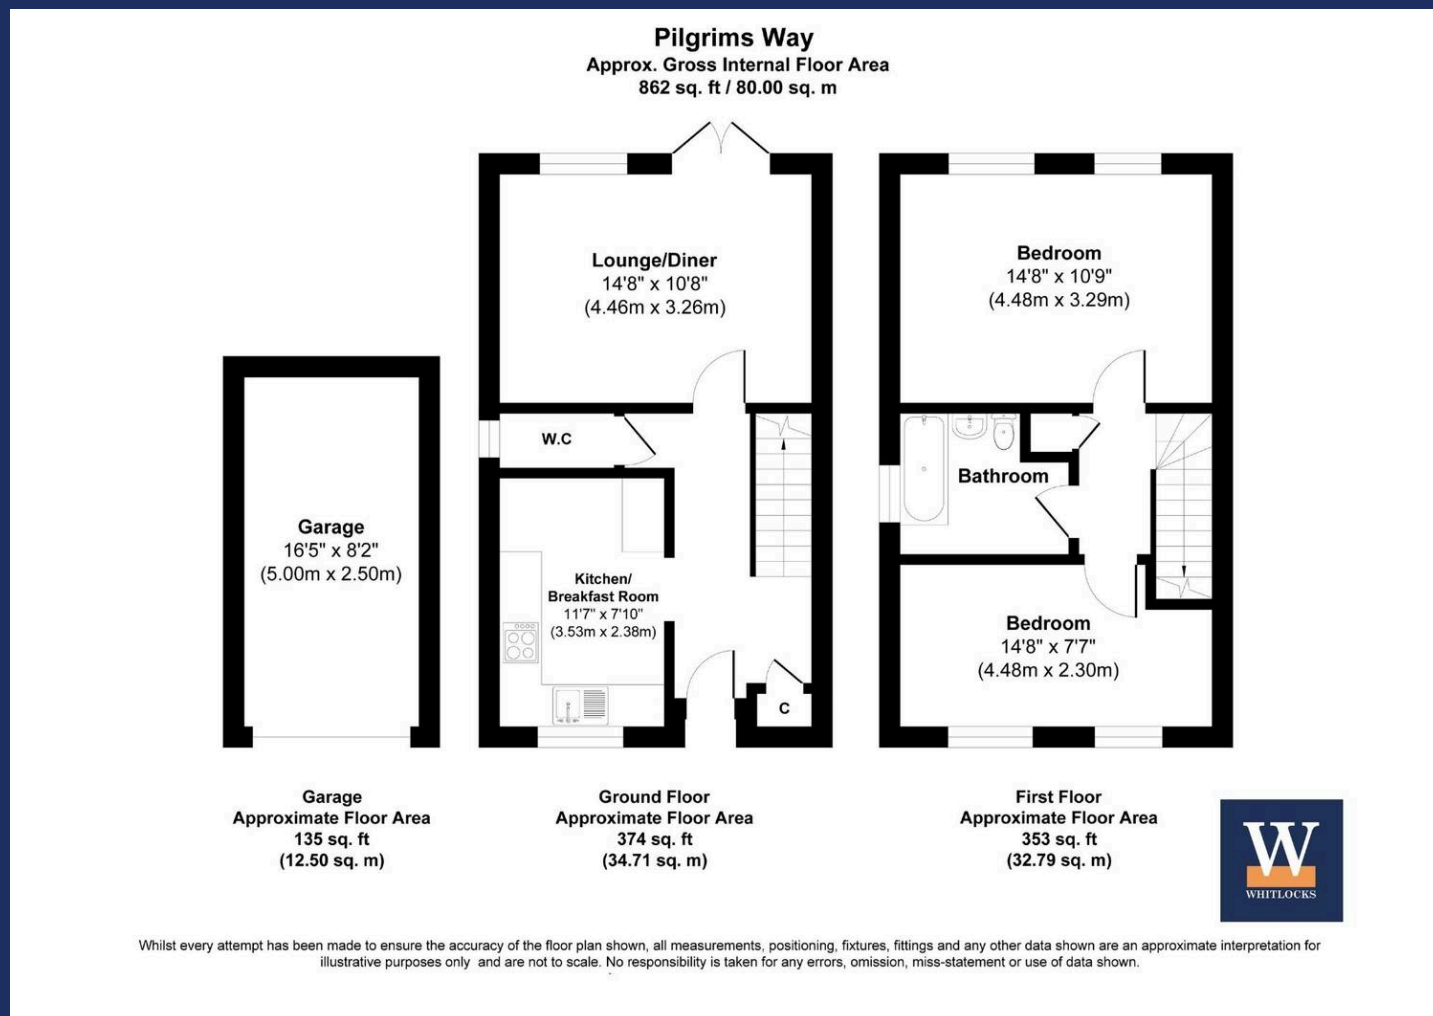 Pilgrims Way
Approx. Gross Internal Floor Area
862 sq. ft / 80.00 sq. m
Lounge/Diner
14'8" x 10'8"
(4.46m x 3.26m)
Bedroom
14'8" x 10'9"
(4.48m x 3.29m)
W.C
Bathroom
Garage
16'5" x 8'2"
(5.00m x 2.50m)
Kitchen/
Breakfast Room
11'7" x 7'10"
(3.53m x 2.38m)
Bedroom
14'8" x 7'7"
(4.48m x 2.30m)
C
Garage
Approximate Floor Area
135 sq. ft
(12.50 sq. m)
Ground Floor
Approximate Floor Area
374 sq. ft
(34.71 sq. m)
First Floor
Approximate Floor Area
353 sq. ft
(32.79 sq. m)
W
WHITLOCKS
Whilst every attempt has been made to ensure the accuracy of the floor plan shown, all measurements, positioning, fixtures, fittings and any other data shown are an approximate interpretation for
illustrative purposes only and are not to scale. No responsibility is taken for any errors, omission, miss-statement or use of data shown.